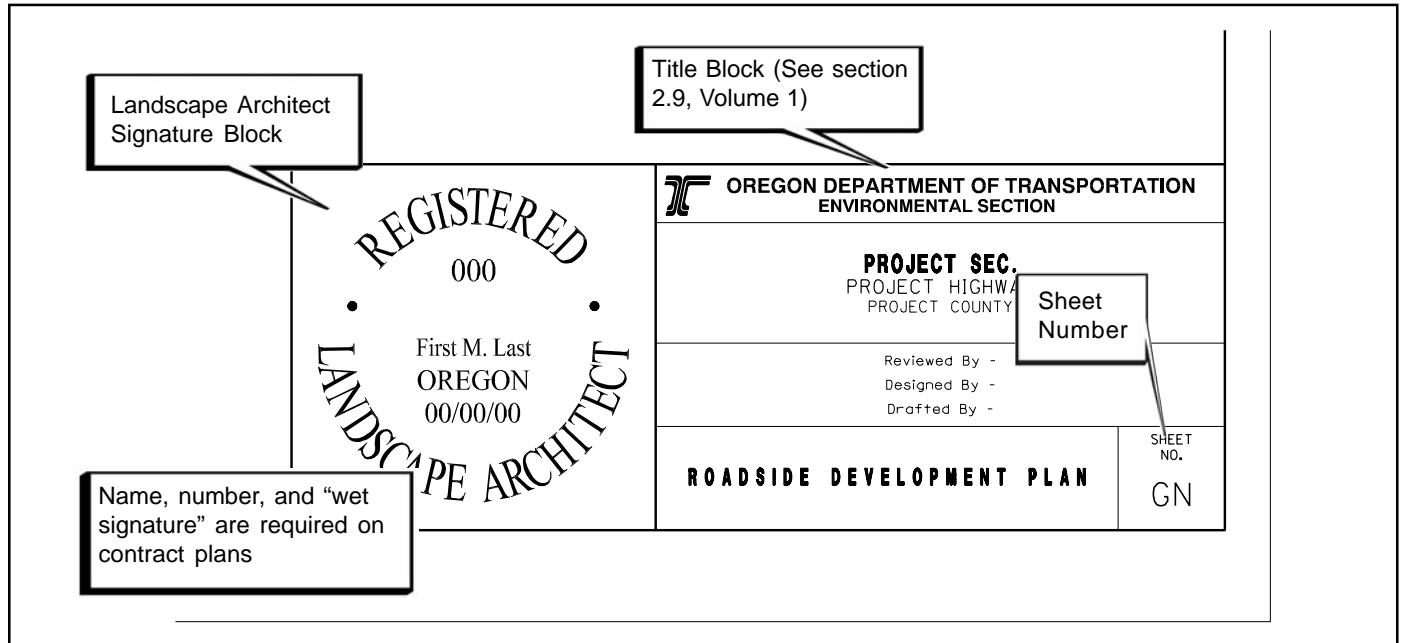 Landscape Architect
Signature Block
Title Block (See section
2.9, Volume 1)
REGISTERED
000
First M. Last
OREGON
00/00/00
LANDSCAPE ARCHITECT
Name, number, and “wet
signature” are required on
contract plans
OREGON DEPARTMENT OF TRANSPORTATION
ENVIRONMENTAL SECTION
PROJECT SEC.
PROJECT HIGHWA
PROJECT COUNTY
Sheet
Number
Reviewed By -
Designed By -
Drafted By -
ROADSIDE DEVELOPMENT PLAN
SHEET
NO.
GN